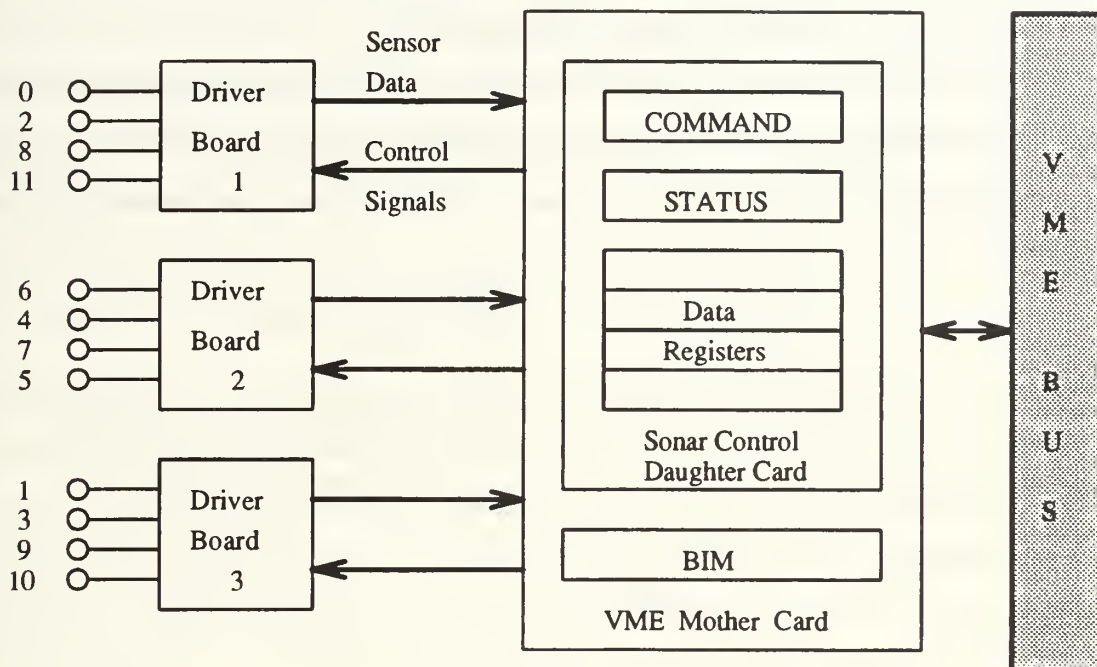 Sensor
Data
Control
Signals
0
2
8
11
Driver
Board
1
6
4
7
5
Driver
Board
2
1
3
9
10
Driver
Board
3
COMMAND
STATUS
Data
Registers
Sonar Control
Daughter Card
BIM
VME Mother Card
V
M
E
B
U
S